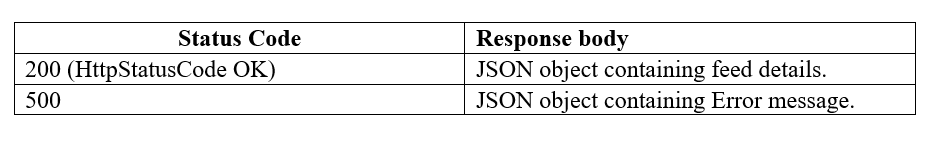 Status Code Response body
200 (HttpStatusCode OK) JSON object containing feed details.
500 JSON object containing Error message.